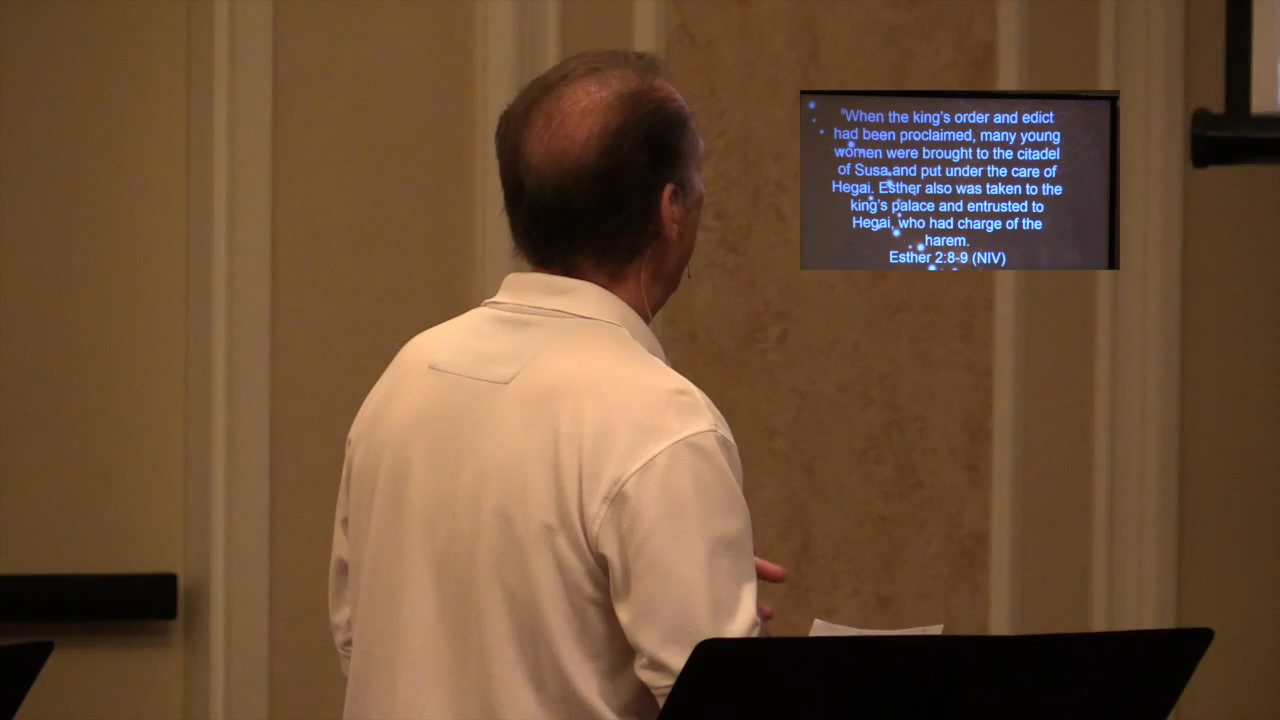 "When the king's order and edict
had been proclaimed, many young
women were brought to the citadel
of Susa and put under the care of
Hegai. Esther also was taken to the
king's palace and entrusted to
Hegai, who had charge of the
harem.
Esther 2:8-9 (NIV)